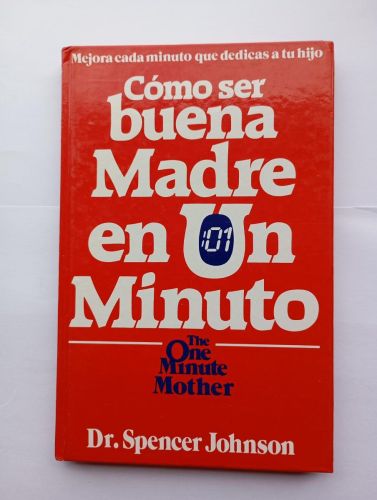 Mejora cada minuto que dedicas a tu hijo
Cómo ser
buena
Madre
en Un
:01
Minuto
The
One
Minute
Mother
Dr. Spencer Johnson